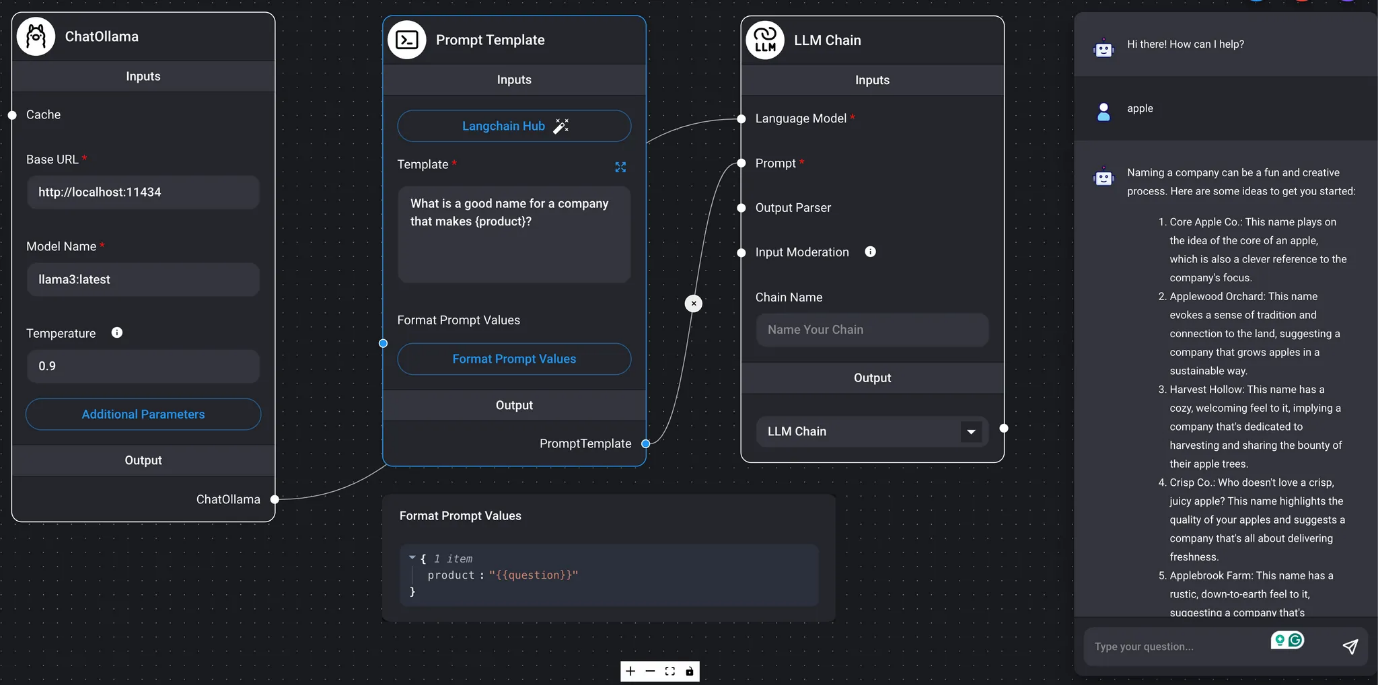 ChatOllama
Inputs
Cache
Base URL *
http://localhost:11434
Model Name *
llama3:latest
Temperature
0.9
Additional Parameters
Output
ChatOllama
Prompt Template
Inputs
Langchain Hub
Template *
What is a good name for a company
that makes {product}?
Format Prompt Values
Format Prompt Values
Output
PromptTemplate
Format Prompt Values
{ 1 item
product : "{{question}}"
}
LLM
LLM Chain
Inputs
Language Model *
Prompt *
Output Parser
Input Moderation
Chain Name
Name Your Chain
Output
LLM Chain
Hi there! How can I help?
apple
Naming a company can be a fun and creative
process. Here are some ideas to get you started:
1. Core Apple Co.: This name plays on
the idea of the core of an apple,
which is also a clever reference to the
company's focus.
2. Applewood Orchard: This name
evokes a sense of tradition and
connection to the land, suggesting a
company that grows apples in a
sustainable way.
3. Harvest Hollow: This name has a
cozy, welcoming feel to it, implying a
company that's dedicated to
harvesting and sharing the bounty of
their apple trees.
4. Crisp Co.: Who doesn't love a crisp,
juicy apple? This name highlights the
quality of your apples and suggests a
company that's all about delivering
freshness.
5. Applebrook Farm: This name has a
rustic, down-to-earth feel to it,
suggesting a company that's
Type your question...